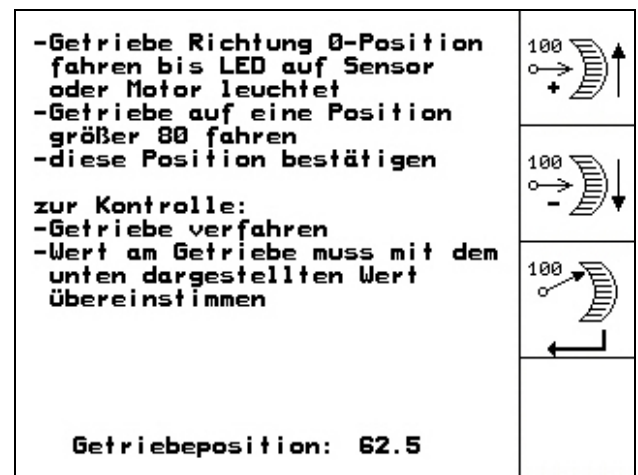 -Getriebe Richtung 0-Position
fahren bis LED auf Sensor
oder Motor leuchtet
-Getriebe auf eine Position
größer 80 fahren
-diese Position bestätigen
zur Kontrolle:
-Getriebe verfahren
-Wert am Getriebe muss mit dem
unten dargestellten Wert
übereinstimmen
Getriebeposition: 62.5
100
+
100
-
100